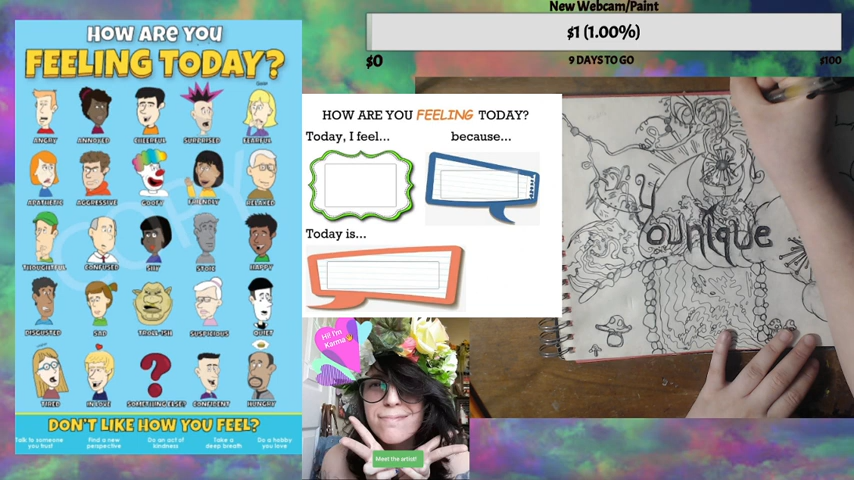 HOW ARE YOU
FEELING TODAY?
ANGRY ANNOYED CHEERFUL SURPRISED FEARFUL
APATHETIC AGGRESSIVE GOOFY FRIENDLY RELAXED
THOUGHTFUL CONFUSED SHY STOIC HAPPY
DISGUSTED SAD TROLL-ISH SUSPICIOUS QUIET
TIRED IN LOVE SOMETHING ELSE? CONFIDENT HUNGRY
DON'T LIKE HOW YOU FEEL?
Talk to someone you trust
Find a new perspective
Do an act of kindness
Take a deep breath
Do a hobby you love
COPY
New Webcam/Paint
$1 (1.00%)
$0 9 DAYS TO GO $100
HOW ARE YOU FEELING TODAY?
Today, I feel... because...
Today is...
Hi! I'm
Karma
Meet the artist!
Younique